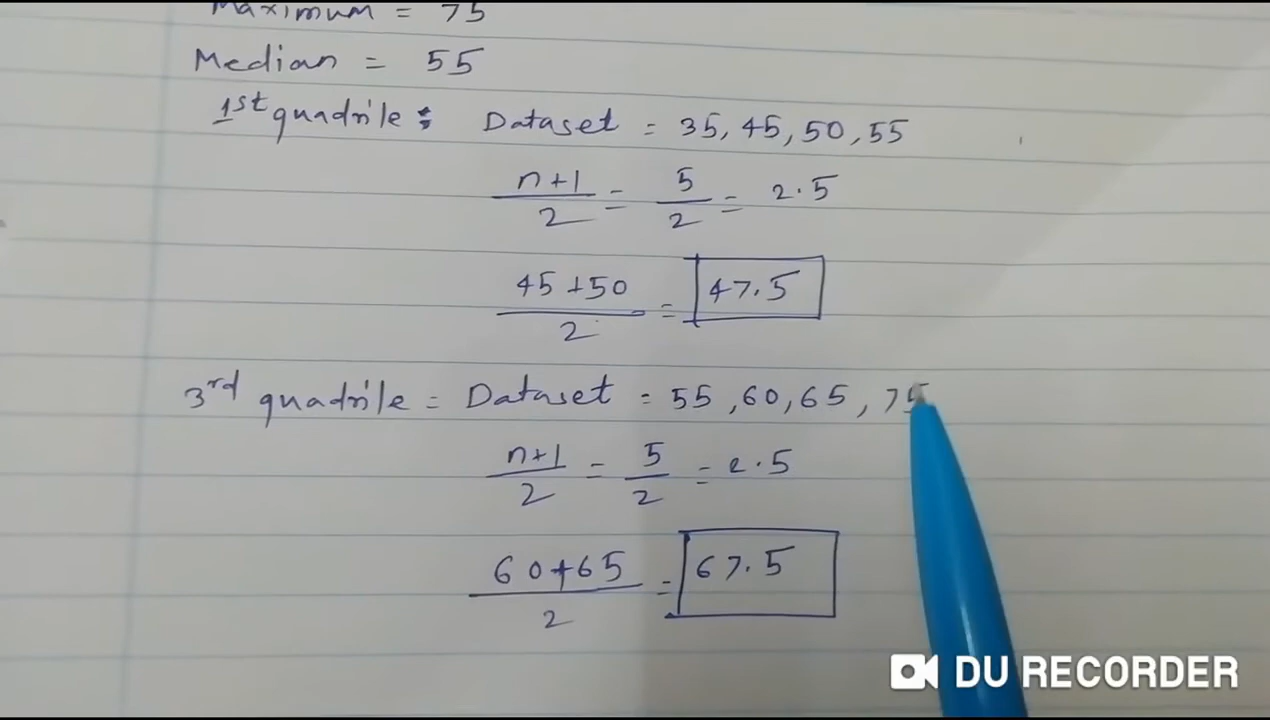 Maximum = 75
Median = 55
1st quadrile : Dataset = 35, 45, 50, 55
n+1/2 = 5/2 = 2.5
45+50/2 = 47.5
3rd quadrile = Dataset = 55, 60, 65, 75
n+1/2 = 5/2 = 2.5
60+65/2 = 67.5
DU RECORDER